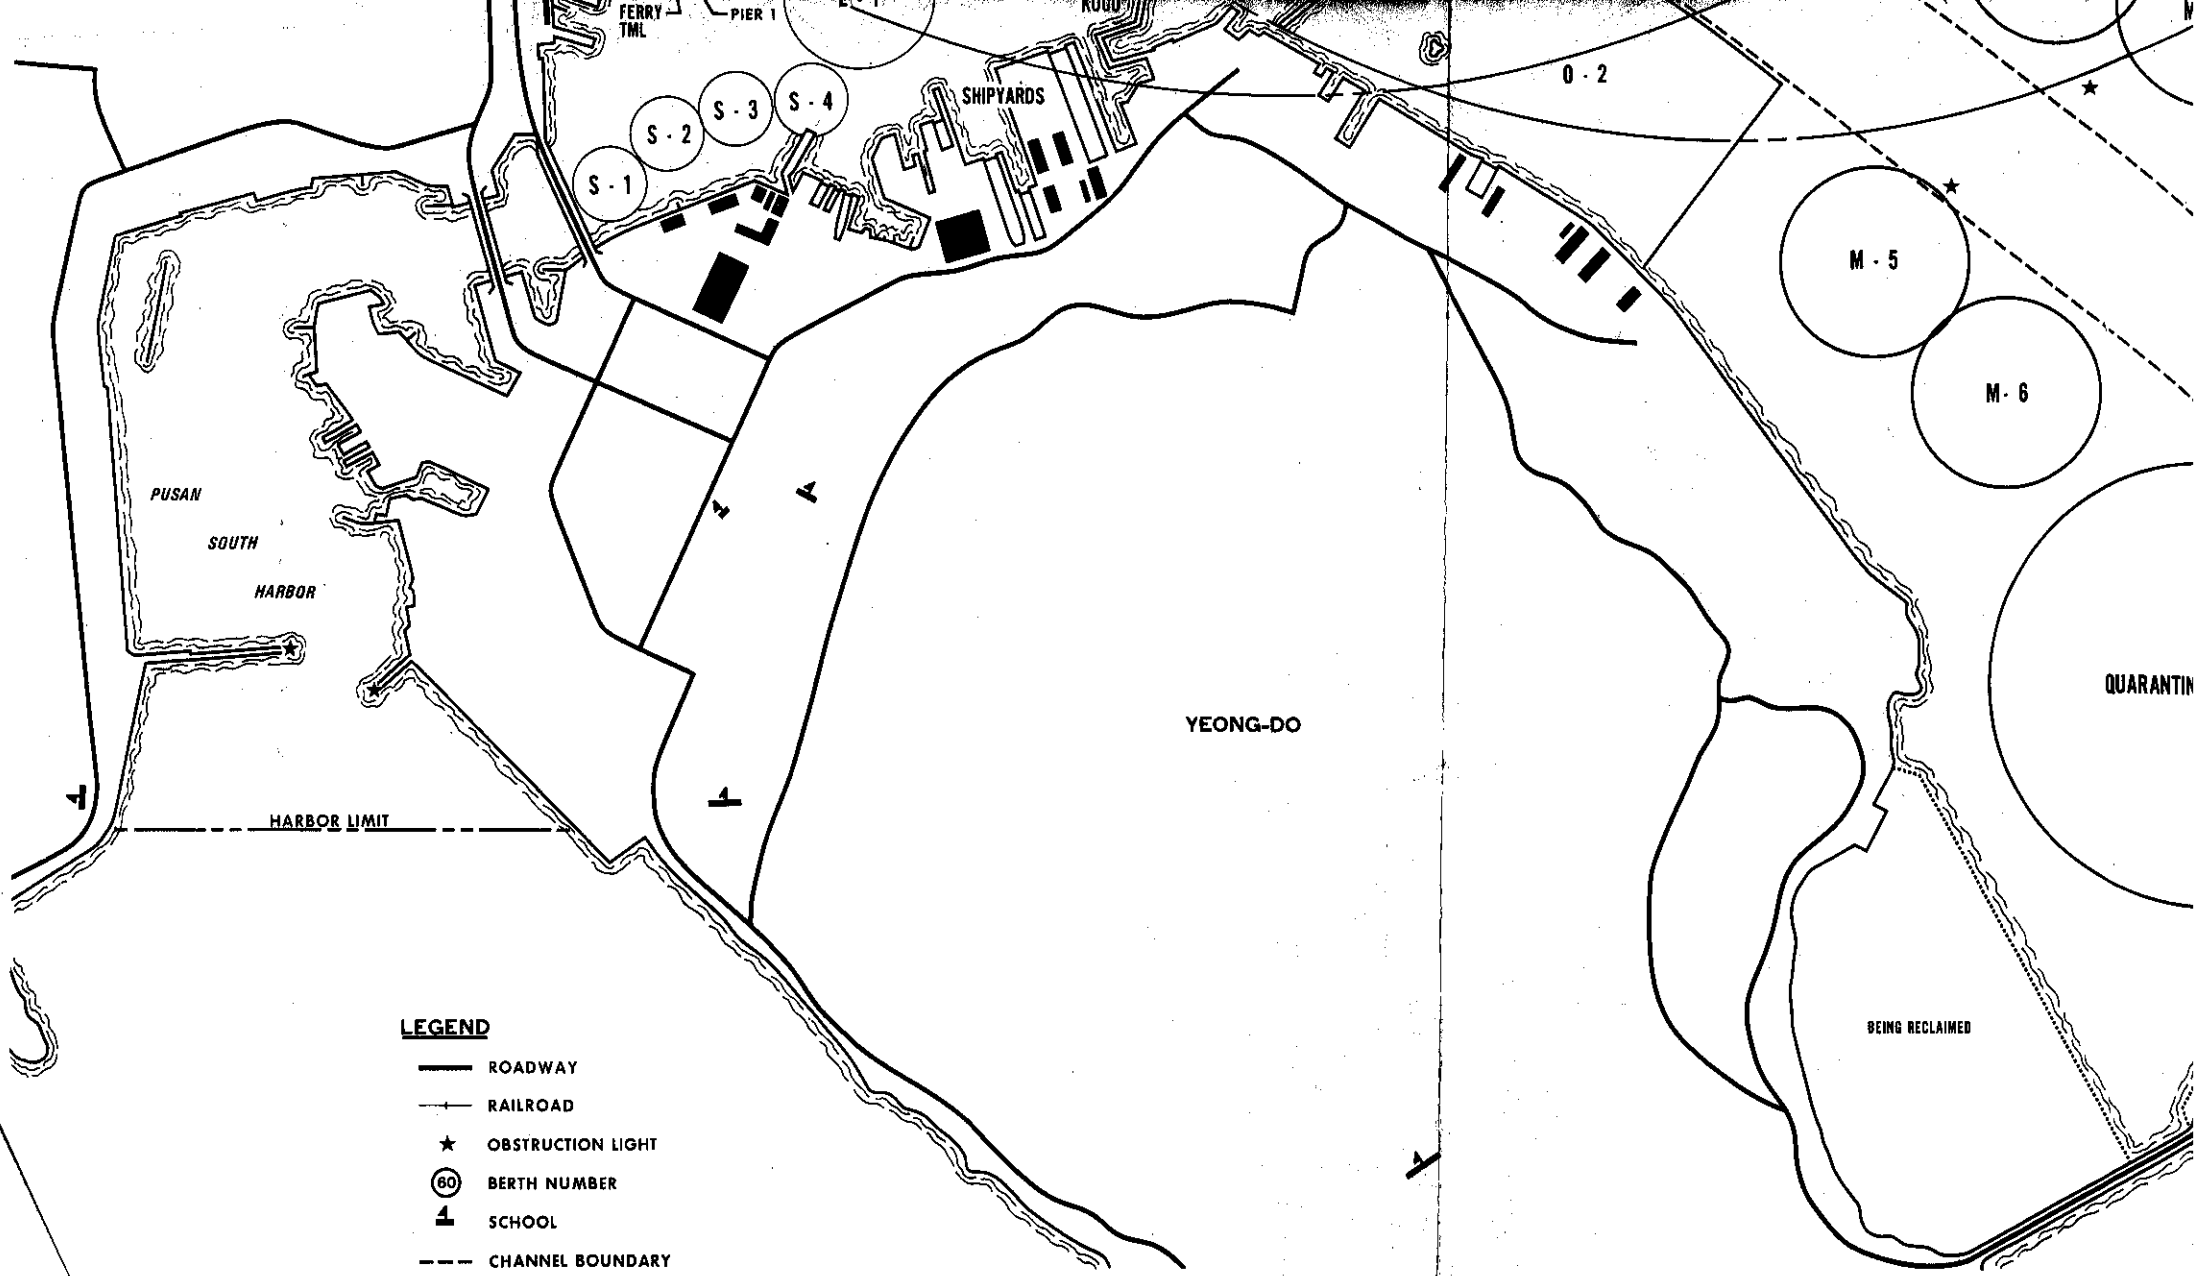 FERRY
TML
PIER 1
S - 1
S - 2
S - 3
S - 4
SHIPYARDS
O - 2
M - 5
M - 6
PUSAN
SOUTH
HARBOR
YEONG-DO
HARBOR LIMIT
BEING RECLAIMED
LEGEND
ROADWAY
RAILROAD
OBSTRUCTION LIGHT
60 BERTH NUMBER
SCHOOL
CHANNEL BOUNDARY